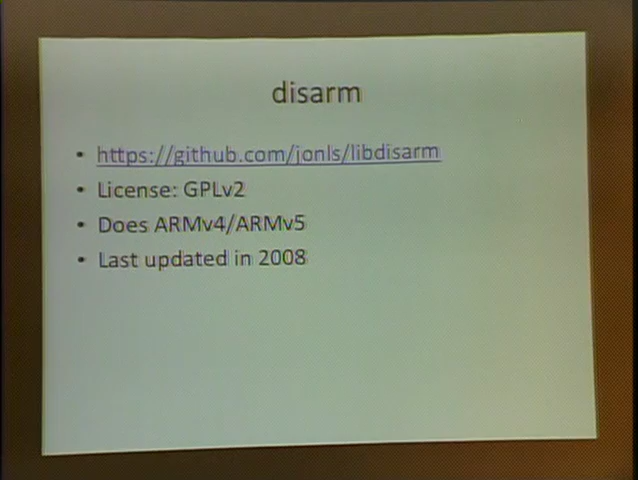 disarm
• https://github.com/jonls/libdisarm
• License: GPLv2
• Does ARMv4/ARMv5
• Last updated in 2008